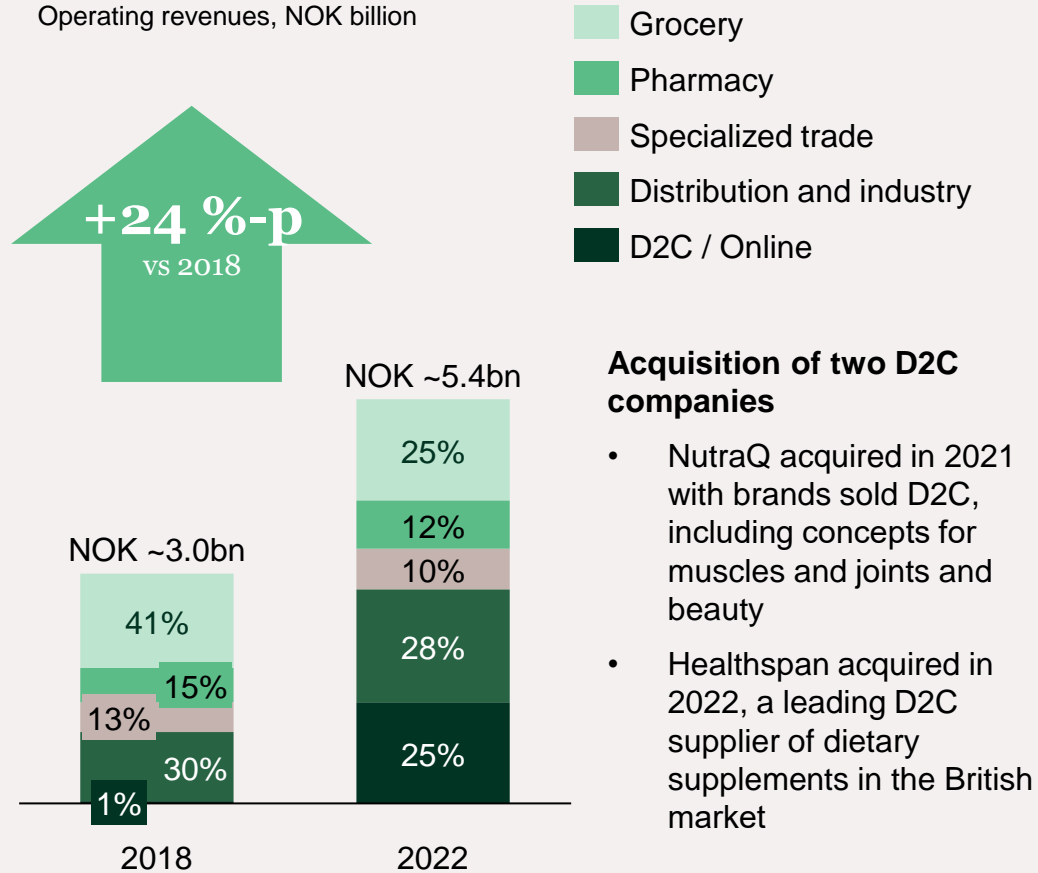 Operating revenues, NOK billion
Grocery
Pharmacy
Specialized trade
Distribution and industry
D2C / Online
+24 %-p
vs 2018
NOK ~3.0bn
41%
15%
13%
30%
1%
2018
NOK ~5.4bn
25%
12%
10%
28%
25%
2022
Acquisition of two D2C
companies
• NutraQ acquired in 2021
with brands sold D2C,
including concepts for
muscles and joints and
beauty
• Healthspan acquired in
2022, a leading D2C
supplier of dietary
supplements in the British
market